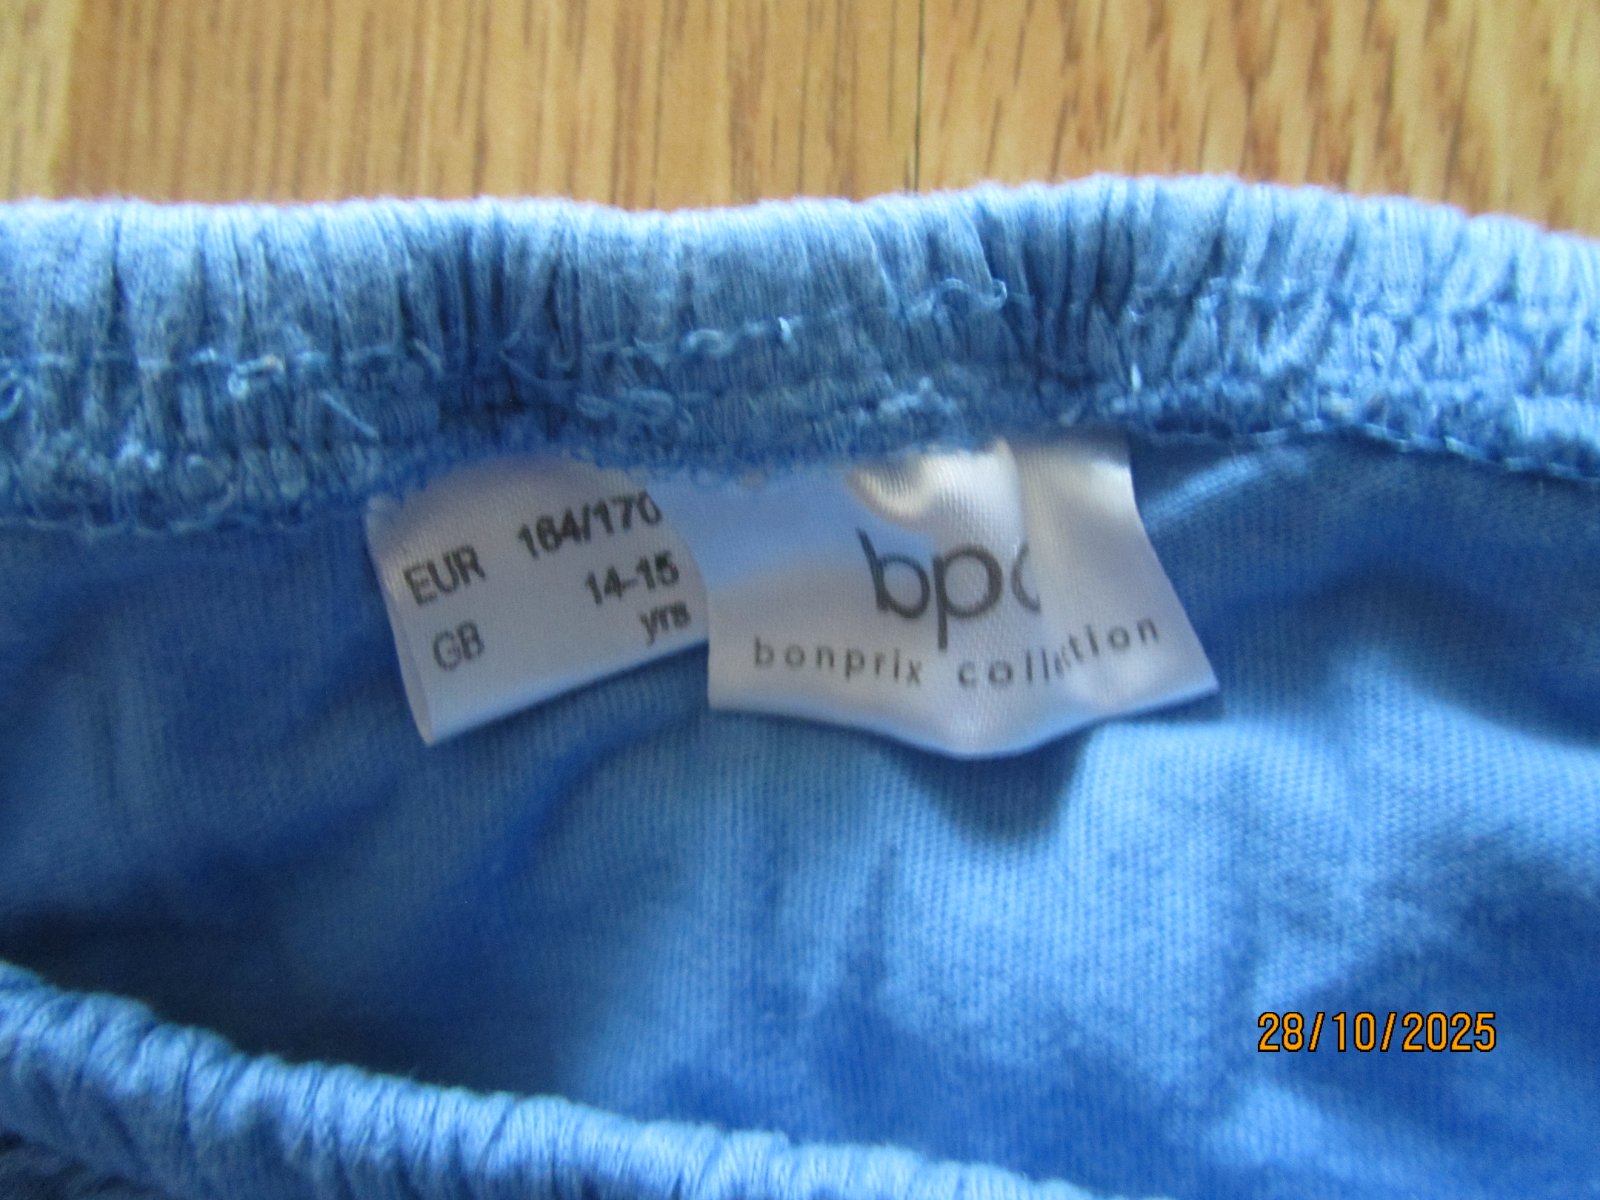 EUR 164/170
GB 14-15
yrs
bpc
bonprix collection
28/10/2025